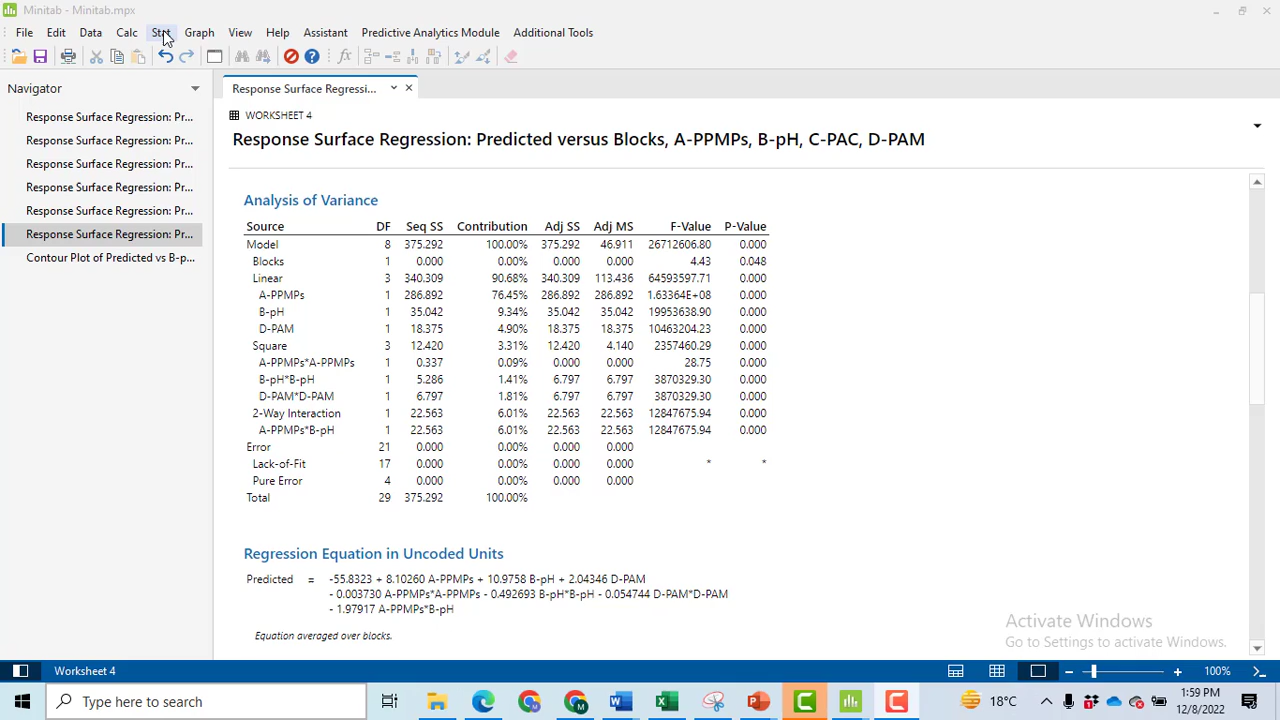 Minitab - Minitab.mpx
File Edit Data Calc Stat Graph View Help Assistant Predictive Analytics Module Additional Tools
Navigator
Response Surface Regressi...
Response Surface Regression: Pr...
Response Surface Regression: Pr...
Response Surface Regression: Pr...
Response Surface Regression: Pr...
Response Surface Regression: Pr...
Response Surface Regression: Pr...
Contour Plot of Predicted vs B-p...
WORKSHEET 4
Response Surface Regression: Predicted versus Blocks, A-PPMPs, B-pH, C-PAC, D-PAM
Analysis of Variance
Source DF Seq SS Contribution Adj SS Adj MS F-Value P-Value
Model 8 375.292 100.00% 375.292 46.911 26712606.80 0.000
Blocks 1 0.000 0.00% 0.000 0.000 4.43 0.048
Linear 3 340.309 90.68% 340.309 113.436 64593597.71 0.000
A-PPMPs 1 286.892 76.45% 286.892 286.892 1.63364E+08 0.000
B-pH 1 35.042 9.34% 35.042 35.042 19953638.90 0.000
D-PAM 1 18.375 4.90% 18.375 18.375 10463204.23 0.000
Square 3 12.420 3.31% 12.420 4.140 2357460.29 0.000
A-PPMPs*A-PPMPs 1 0.337 0.09% 0.000 0.000 28.75 0.000
B-pH*B-pH 1 5.286 1.41% 6.797 6.797 3870329.30 0.000
D-PAM*D-PAM 1 6.797 1.81% 6.797 6.797 3870329.30 0.000
2-Way Interaction 1 22.563 6.01% 22.563 22.563 12847675.94 0.000
A-PPMPs*B-pH 1 22.563 6.01% 22.563 22.563 12847675.94 0.000
Error 21 0.000 0.00% 0.000 0.000
Lack-of-Fit 17 0.000 0.00% 0.000 0.000 * *
Pure Error 4 0.000 0.00% 0.000 0.000
Total 29 375.292 100.00%
Regression Equation in Uncoded Units
Predicted = -55.8323 + 8.10260 A-PPMPs + 10.9758 B-pH + 2.04346 D-PAM
- 0.003730 A-PPMPs*A-PPMPs - 0.492693 B-pH*B-pH - 0.054744 D-PAM*D-PAM
- 1.97917 A-PPMPs*B-pH
Equation averaged over blocks.
Activate Windows
Go to Settings to activate Windows.
Worksheet 4
100%
Type here to search
18°C
1:59 PM
12/8/2022